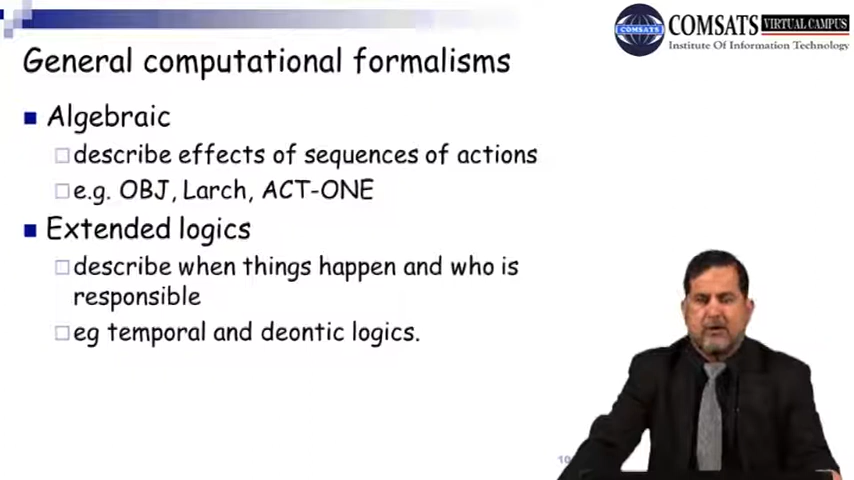 COMSATS VIRTUAL CAMPUS
COMSATS
Institute Of Information Technology
General computational formalisms
Algebraic
describe effects of sequences of actions
e.g. OBJ, Larch, ACT-ONE
Extended logics
describe when things happen and who is
responsible
eg temporal and deontic logics.